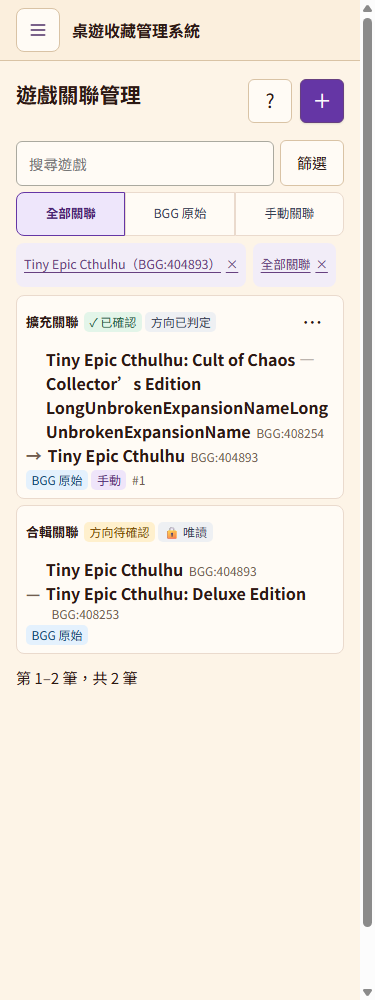 桌遊收藏管理系統
遊戲關聯管理
?
+
搜尋遊戲
篩選
全部關聯
BGG 原始
手動關聯
Tiny Epic Cthulhu（BGG:404893） ×
全部關聯 ×
擴充關聯 ✓已確認 方向已判定 ⋯
Tiny Epic Cthulhu: Cult of Chaos —
Collector’s Edition
LongUnbrokenExpansionNameLong
UnbrokenExpansionName BGG:408254
→ Tiny Epic Cthulhu BGG:404893
BGG 原始 手動 #1
合輯關聯 方向待確認 🔒 唯讀
Tiny Epic Cthulhu BGG:404893
— Tiny Epic Cthulhu: Deluxe Edition
BGG:408253
BGG 原始
第 1–2 筆，共 2 筆